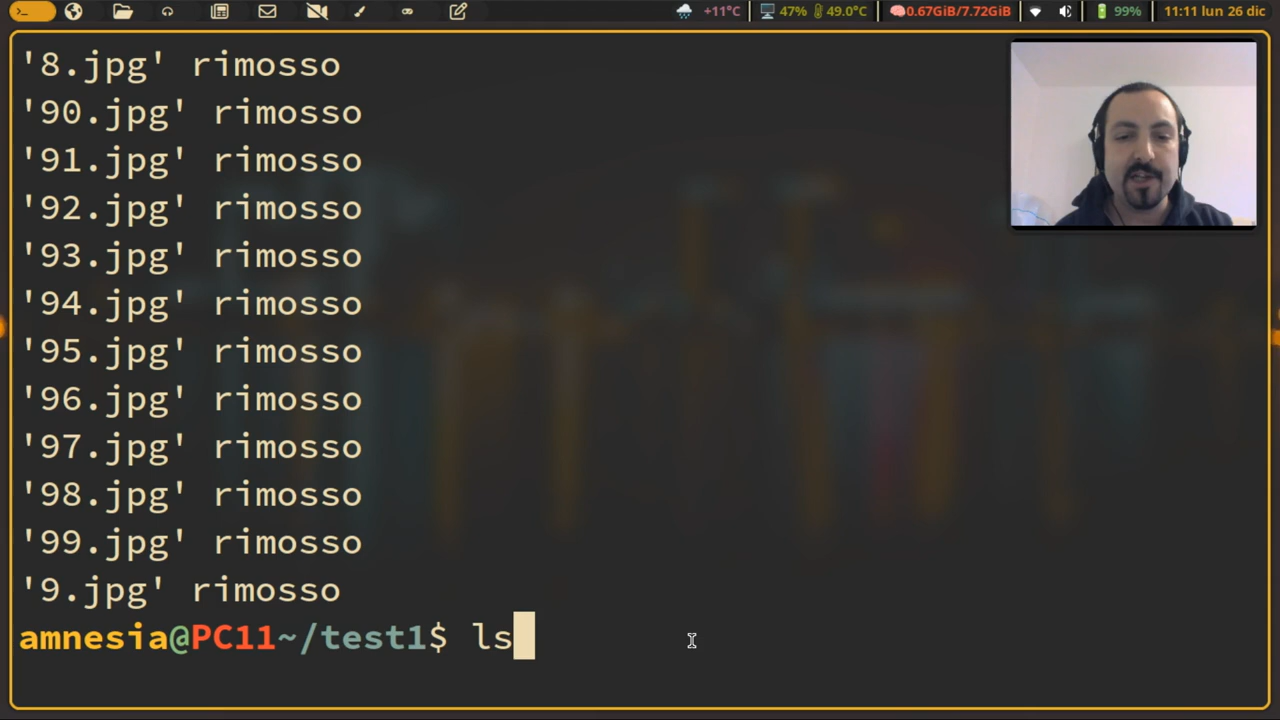 +11°C 47% 49.0°C 0.67GiB/7.72GiB 99% 11:11 lun 26 dic
'8.jpg' rimosso
'90.jpg' rimosso
'91.jpg' rimosso
'92.jpg' rimosso
'93.jpg' rimosso
'94.jpg' rimosso
'95.jpg' rimosso
'96.jpg' rimosso
'97.jpg' rimosso
'98.jpg' rimosso
'99.jpg' rimosso
'9.jpg' rimosso
amnesia@PC11~/test1$ ls